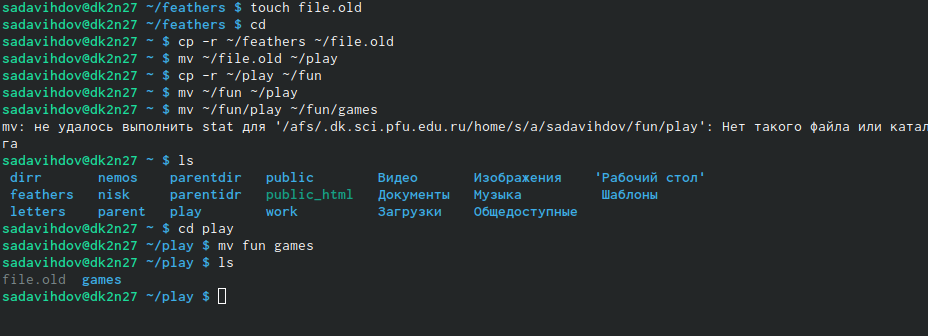 sadavihdov@dk2n27 ~/feathers $ touch file.old
sadavihdov@dk2n27 ~/feathers $ cd
sadavihdov@dk2n27 ~ $ cp -r ~/feathers ~/file.old
sadavihdov@dk2n27 ~ $ mv ~/file.old ~/play
sadavihdov@dk2n27 ~ $ cp -r ~/play ~/fun
sadavihdov@dk2n27 ~ $ mv ~/fun ~/play
sadavihdov@dk2n27 ~ $ mv ~/fun/play ~/fun/games
mv: не удалось выполнить stat для '/afs/.dk.sci.pfu.edu.ru/home/s/a/sadavihdov/fun/play': Нет такого файла или катал
га
sadavihdov@dk2n27 ~ $ ls
dirr nemos parentdir public Видео Изображения 'Рабочий стол'
feathers nisk parentidr public_html Документы Музыка Шаблоны
letters parent play work Загрузки Общедоступные
sadavihdov@dk2n27 ~ $ cd play
sadavihdov@dk2n27 ~/play $ mv fun games
sadavihdov@dk2n27 ~/play $ ls
file.old games
sadavihdov@dk2n27 ~/play $